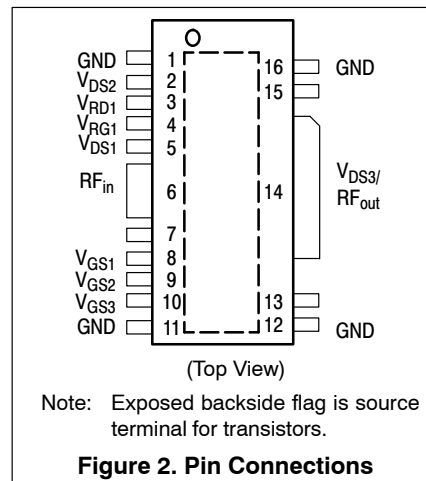 GND 1 16 GND
V_DS2 2 15
V_RD1 3
V_RG1 4
V_DS1 5
RF_in 6 14 V_DS3/
RF_out
7
V_GS1 8
V_GS2 9
V_GS3 10 13
GND 11 12 GND
(Top View)
Note: Exposed backside flag is source
terminal for transistors.
Figure 2. Pin Connections